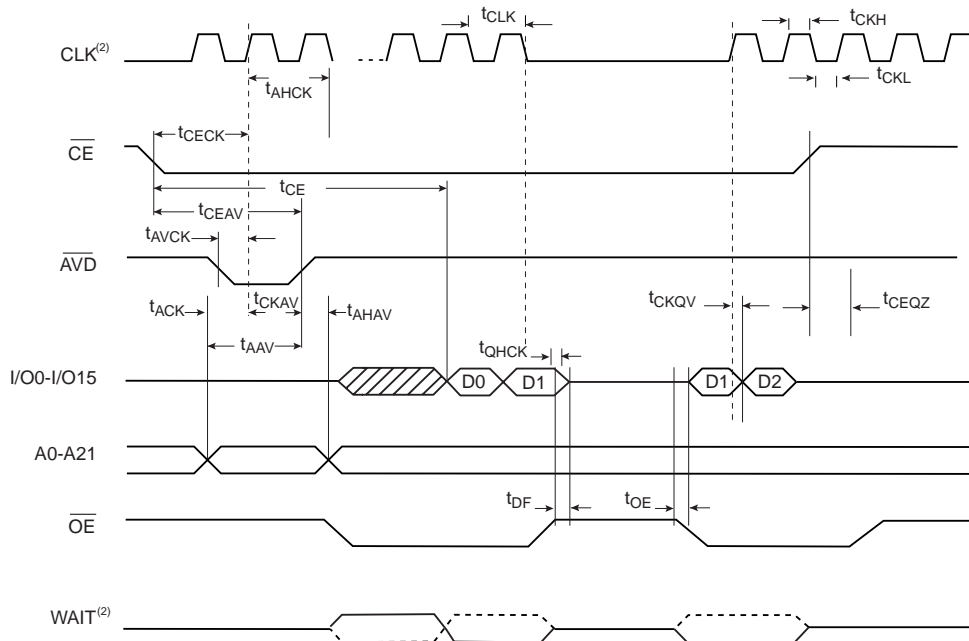 tCLK
tCKH
CLK(2)
tCKL
tAHCK
tCECK
CE
tCE
tCEAV
tAVCK
AVD
tACK
tCKAV
tAHAV
tCKQV
tCEQZ
tAAV
tQHCK
I/O0-I/O15
D0
D1
D1
D2
A0-A21
tDF
tOE
OE
WAIT(2)